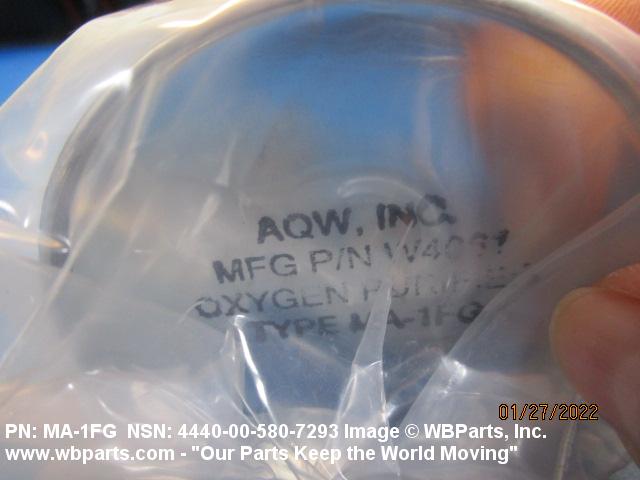 AQW, INC.
MFG P/N
OXYGEN
TYPE MA-1FG
01/27/2022
PN: MA-1FG NSN: 4440-00-580-7293 Image © WBParts, Inc.
www.wbparts.com - "Our Parts Keep the World Moving"